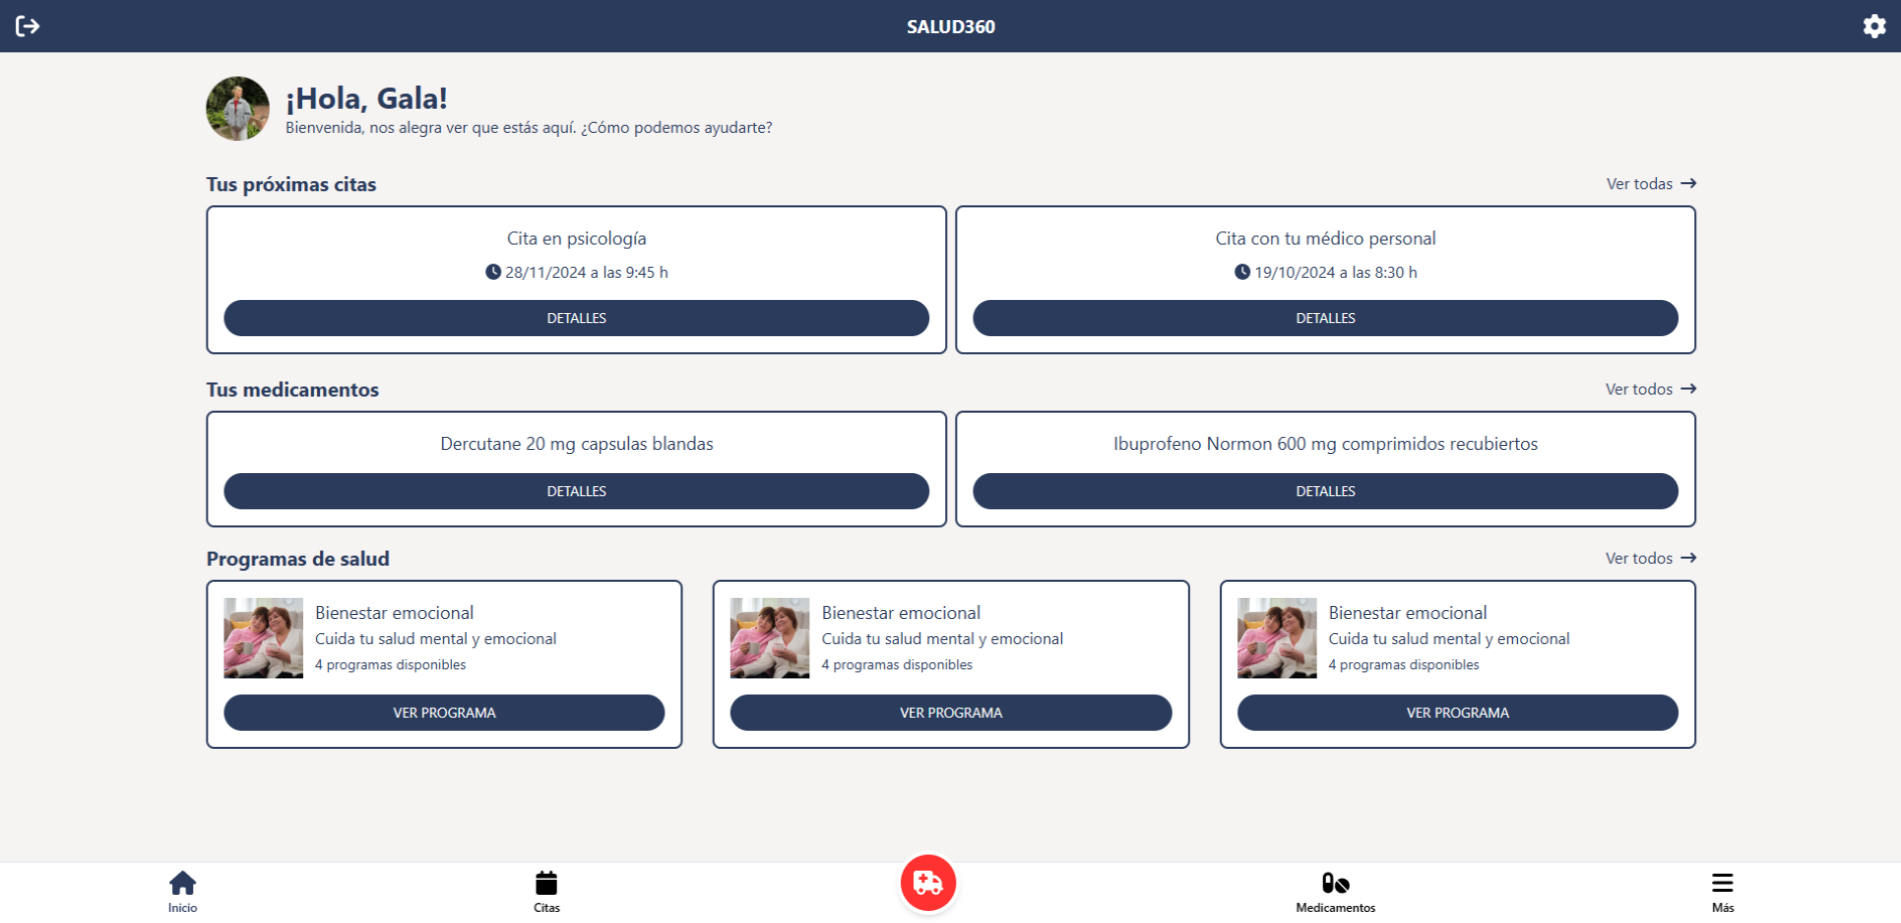 SALUD360
¡Hola, Gala!
Bienvenida, nos alegra ver que estás aquí. ¿Cómo podemos ayudarte?
Tus próximas citas
Ver todas
Cita en psicología
28/11/2024 a las 9:45 h
DETALLES
Cita con tu médico personal
19/10/2024 a las 8:30 h
DETALLES
Tus medicamentos
Ver todos
Dercutane 20 mg capsulas blandas
DETALLES
Ibuprofeno Normon 600 mg comprimidos recubiertos
DETALLES
Programas de salud
Ver todos
Bienestar emocional
Cuida tu salud mental y emocional
4 programas disponibles
VER PROGRAMA
Bienestar emocional
Cuida tu salud mental y emocional
4 programas disponibles
VER PROGRAMA
Bienestar emocional
Cuida tu salud mental y emocional
4 programas disponibles
VER PROGRAMA
Inicio
Citas
Medicamentos
Más